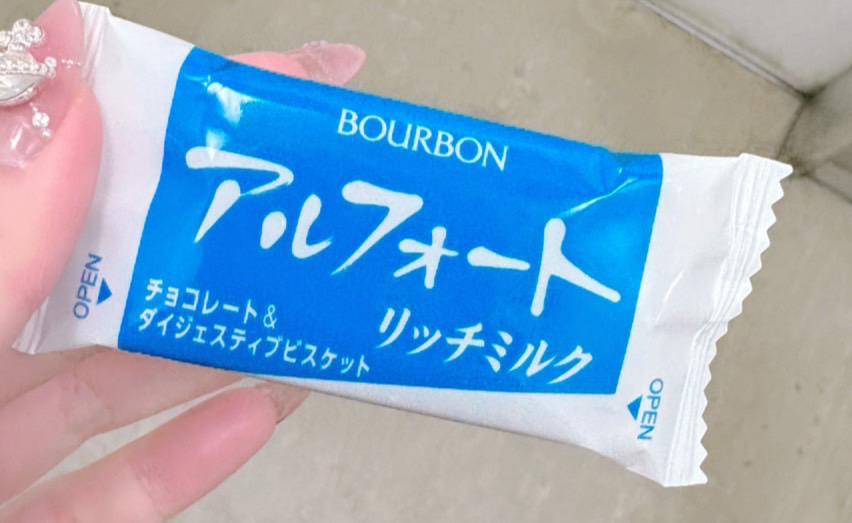 BOURBON
アルフォート
リッチミルク
チョコレート&
ダイジェスティブビスケット
OPEN
OPEN